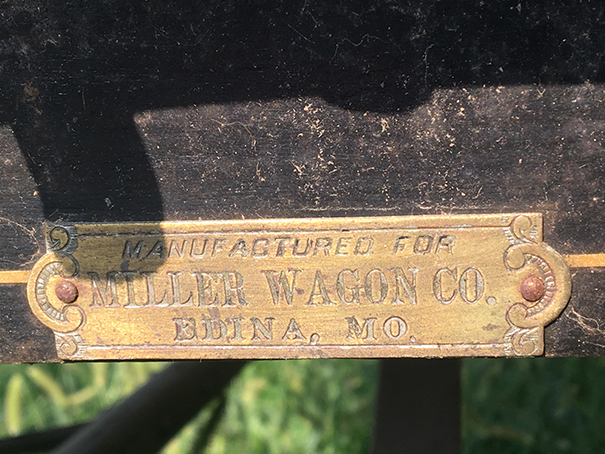 MANUFACTURED FOR
MILLER WAGON CO.
EDINA, MO.